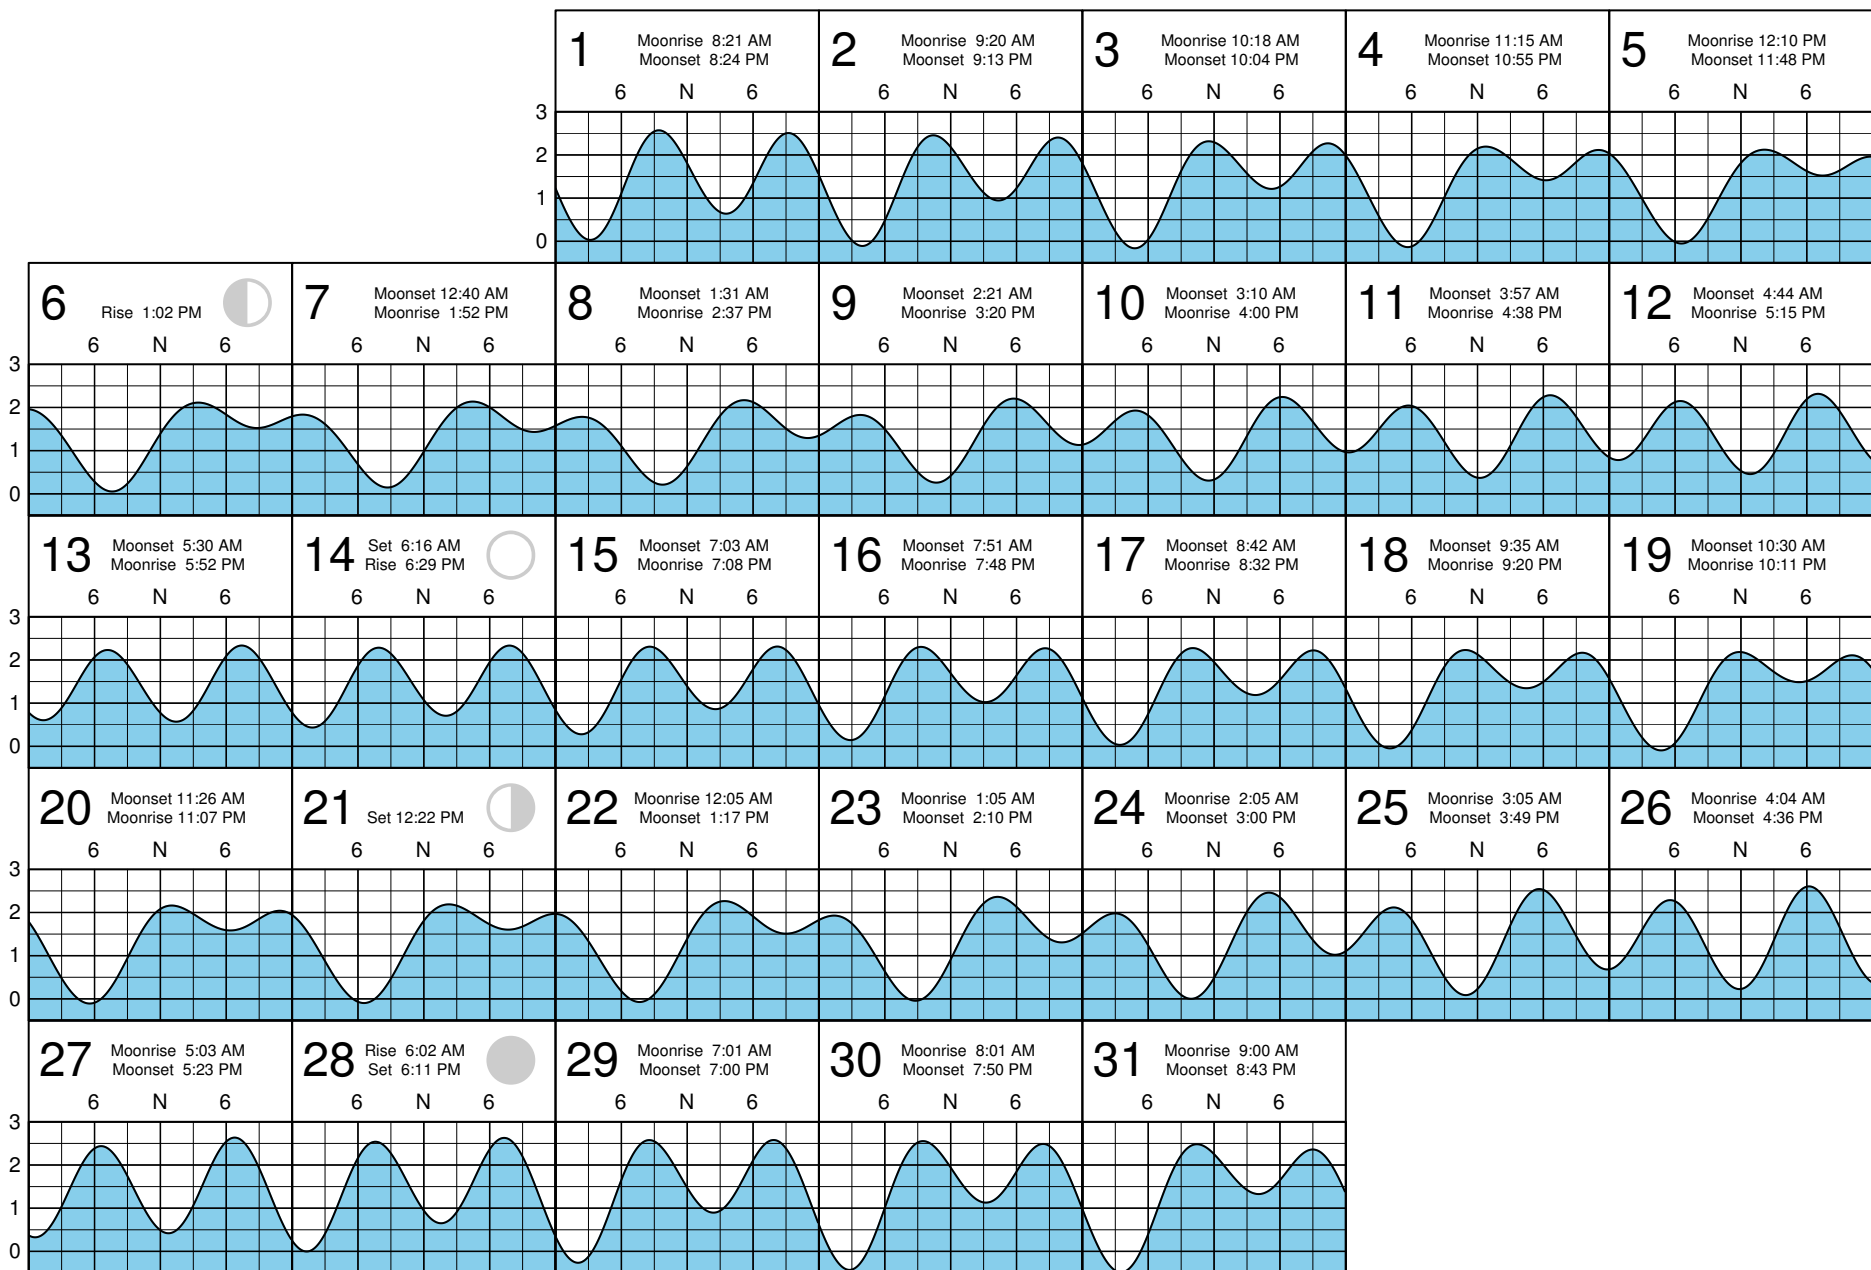 1 Moonrise 8:21 AM
Moonset 8:24 PM
6 N 6
2 Moonrise 9:20 AM
Moonset 9:13 PM
6 N 6
3 Moonrise 10:18 AM
Moonset 10:04 PM
6 N 6
4 Moonrise 11:15 AM
Moonset 10:55 PM
6 N 6
5 Moonrise 12:10 PM
Moonset 11:48 PM
6 N 6
3
2
1
0
6 Rise 1:02 PM
6 N 6
7 Moonset 12:40 AM
Moonrise 1:52 PM
6 N 6
8 Moonset 1:31 AM
Moonrise 2:37 PM
6 N 6
9 Moonset 2:21 AM
Moonrise 3:20 PM
6 N 6
10 Moonset 3:10 AM
Moonrise 4:00 PM
6 N 6
11 Moonset 3:57 AM
Moonrise 4:38 PM
6 N 6
12 Moonset 4:44 AM
Moonrise 5:15 PM
6 N 6
3
2
1
0
13 Moonset 5:30 AM
Moonrise 5:52 PM
6 N 6
14 Set 6:16 AM
Rise 6:29 PM
6 N 6
15 Moonset 7:03 AM
Moonrise 7:08 PM
6 N 6
16 Moonset 7:51 AM
Moonrise 7:48 PM
6 N 6
17 Moonset 8:42 AM
Moonrise 8:32 PM
6 N 6
18 Moonset 9:35 AM
Moonrise 9:20 PM
6 N 6
19 Moonset 10:30 AM
Moonrise 10:11 PM
6 N 6
3
2
1
0
20 Moonset 11:26 AM
Moonrise 11:07 PM
6 N 6
21 Set 12:22 PM
6 N 6
22 Moonrise 12:05 AM
Moonset 1:17 PM
6 N 6
23 Moonrise 1:05 AM
Moonset 2:10 PM
6 N 6
24 Moonrise 2:05 AM
Moonset 3:00 PM
6 N 6
25 Moonrise 3:05 AM
Moonset 3:49 PM
6 N 6
26 Moonrise 4:04 AM
Moonset 4:36 PM
6 N 6
3
2
1
0
27 Moonrise 5:03 AM
Moonset 5:23 PM
6 N 6
28 Rise 6:02 AM
Set 6:11 PM
6 N 6
29 Moonrise 7:01 AM
Moonset 7:00 PM
6 N 6
30 Moonrise 8:01 AM
Moonset 7:50 PM
6 N 6
31 Moonrise 9:00 AM
Moonset 8:43 PM
6 N 6
3
2
1
0